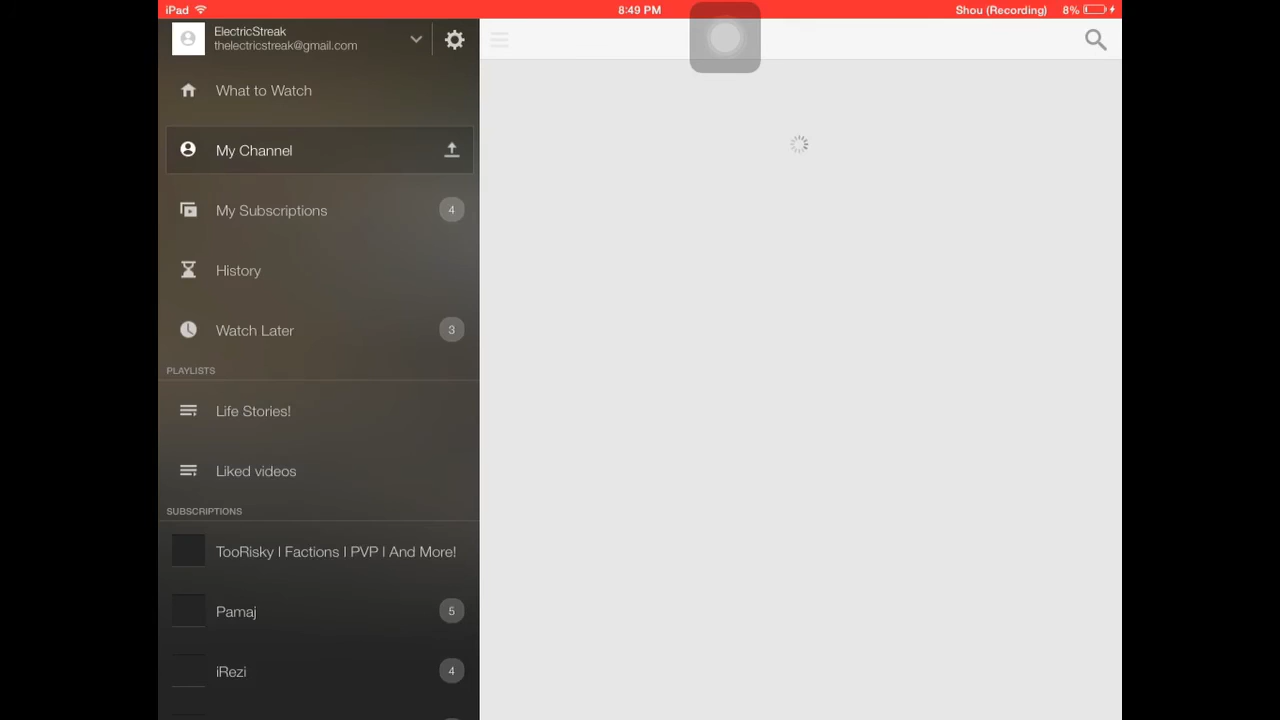 iPad 8:49 PM Shou (Recording) 8%
ElectricStreak
thelectricstreak@gmail.com
What to Watch
My Channel
My Subscriptions 4
History
Watch Later 3
PLAYLISTS
Life Stories!
Liked videos
SUBSCRIPTIONS
TooRisky | Factions | PVP | And More!
Pamaj 5
iRezi 4